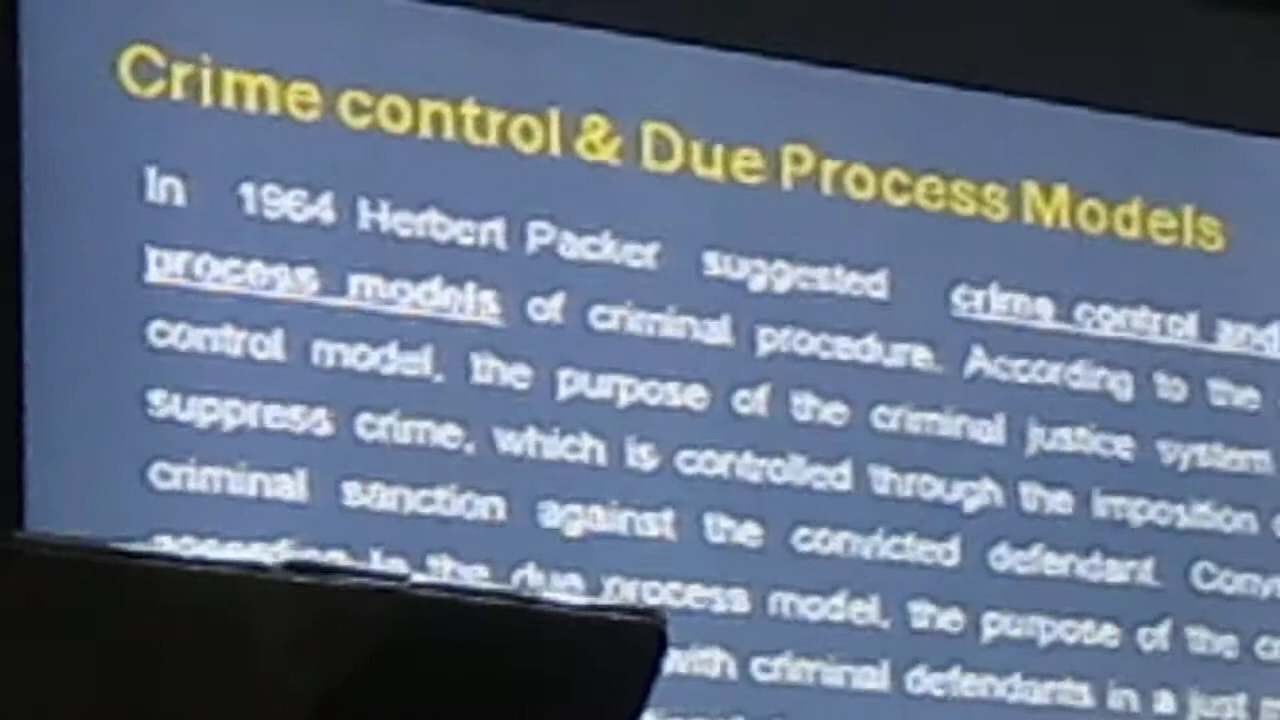 Crime control & Due Process Models
In 1964 Herbert Packer suggested crime control and
process models of criminal procedure. According to the
control model, the purpose of the criminal justice system
suppress crime, which is controlled through the imposition
criminal sanction against the convicted defendant.
the due process model, the purpose of the
with criminal defendants in a just